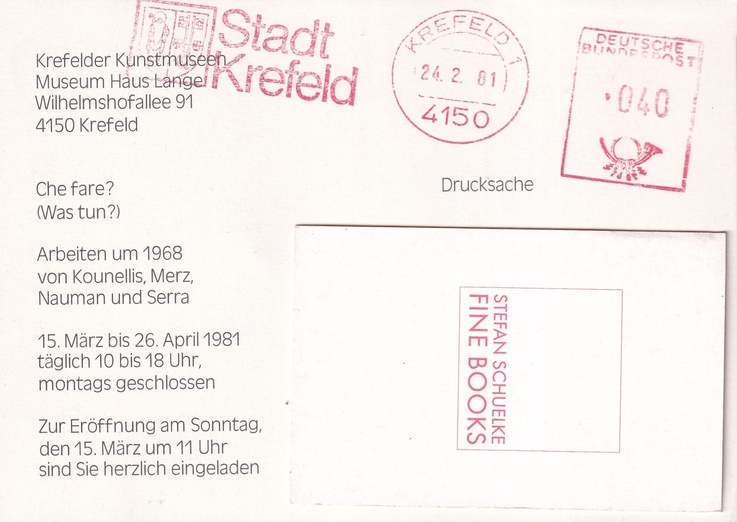 Stadt
Krefeld
KREFELD 1
24.2.81
4150
DEUTSCHE
BUNDESPOST
040
Krefelder Kunstmuseen
Museum Haus Lange
Wilhelmshofallee 91
4150 Krefeld
Drucksache
Che fare?
(Was tun?)
Arbeiten um 1968
von Kounellis, Merz,
Nauman und Serra
15. März bis 26. April 1981
täglich 10 bis 18 Uhr,
montags geschlossen
Zur Eröffnung am Sonntag,
den 15. März um 11 Uhr
sind Sie herzlich eingeladen
STEFAN SCHUELKE
FINE BOOKS